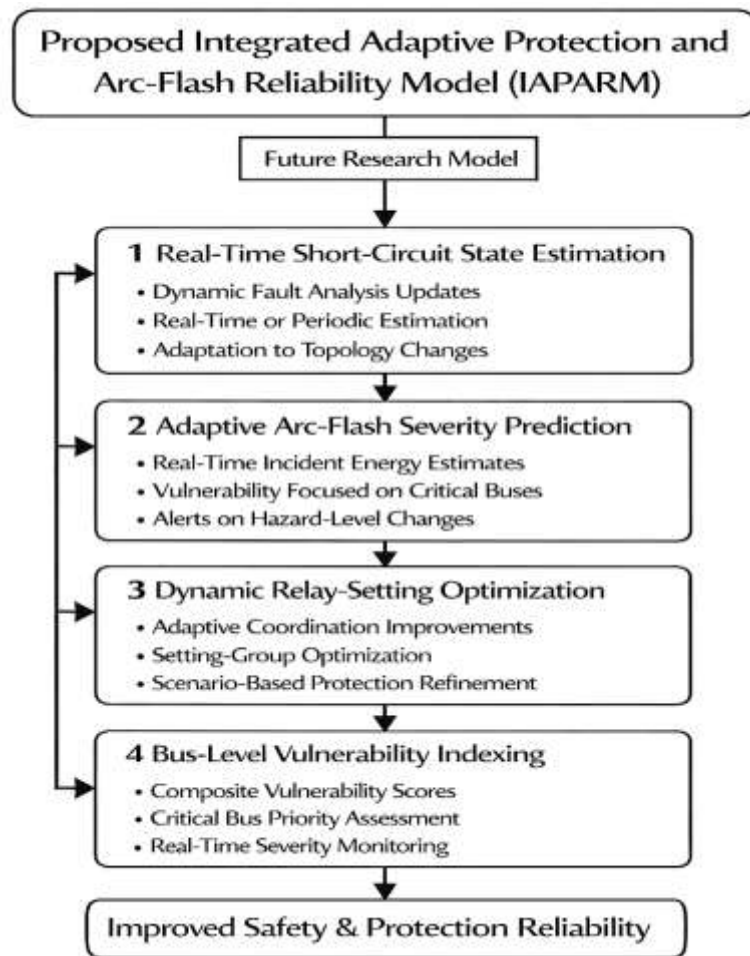 Proposed Integrated Adaptive Protection and
Arc-Flash Reliability Model (IAPARM)
Future Research Model
1 Real-Time Short-Circuit State Estimation
• Dynamic Fault Analysis Updates
• Real-Time or Periodic Estimation
• Adaptation to Topology Changes
2 Adaptive Arc-Flash Severity Prediction
• Real-Time Incident Energy Estimates
• Vulnerability Focused on Critical Buses
• Alerts on Hazard-Level Changes
3 Dynamic Relay-Setting Optimization
• Adaptive Coordination Improvements
• Setting-Group Optimization
• Scenario-Based Protection Refinement
4 Bus-Level Vulnerability Indexing
• Composite Vulnerability Scores
• Critical Bus Priority Assessment
• Real-Time Severity Monitoring
Improved Safety & Protection Reliability